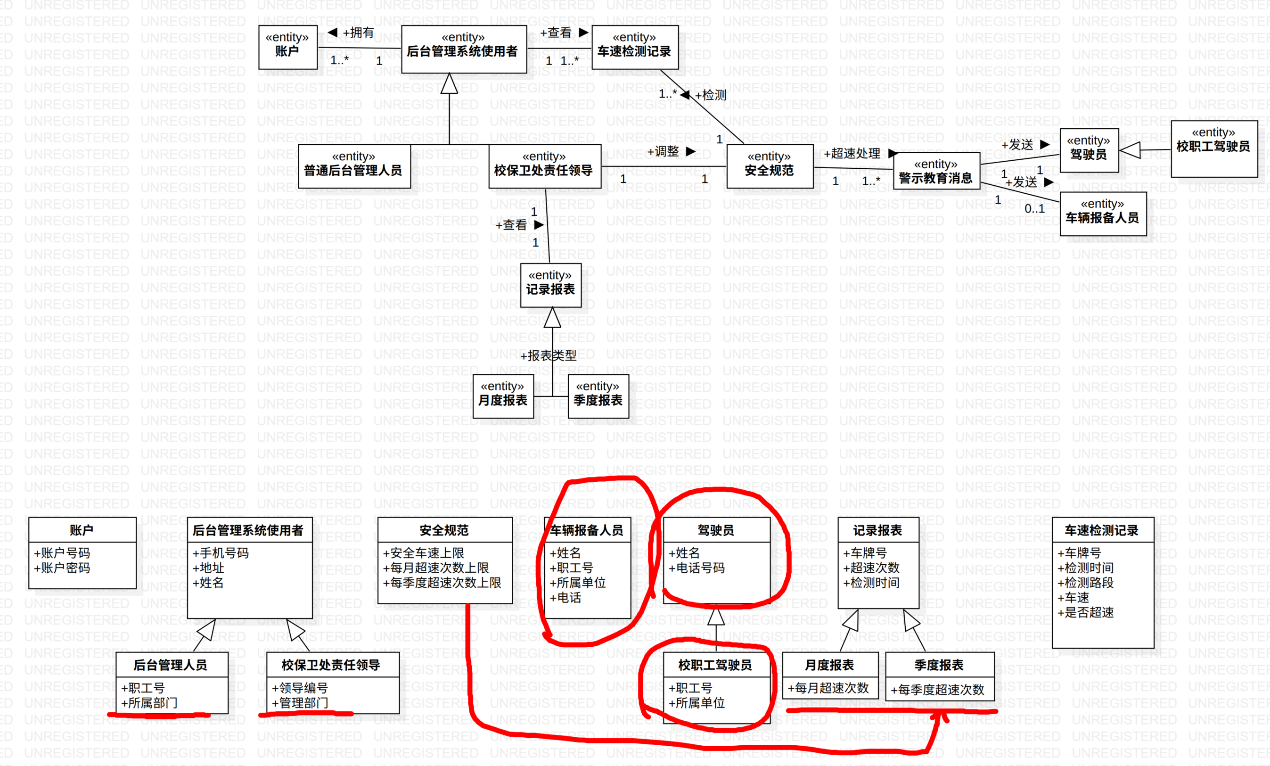 «entity»
账户
◄ +拥有
1..*
1
«entity»
后台管理系统使用者
+查看 ►
1
1..*
«entity»
车速检测记录
1..*
◄ +检测
1
«entity»
普通后台管理人员
«entity»
校保卫处责任领导
+调整 ►
1
1
«entity»
安全规范
+超速处理 ►
1
1..*
«entity»
警示教育消息
+发送 ►
1
1
+发送 ►
1
0..1
«entity»
驾驶员
«entity»
校职工驾驶员
«entity»
车辆报备人员
1
+查看 ►
1
«entity»
记录报表
+报表类型
«entity»
月度报表
«entity»
季度报表
账户
+账户号码
+账户密码
后台管理系统使用者
+手机号码
+地址
+姓名
安全规范
+安全车速上限
+每月超速次数上限
+每季度超速次数上限
车辆报备人员
+姓名
+职工号
+所属单位
+电话
驾驶员
+姓名
+电话号码
记录报表
+车牌号
+超速次数
+检测时间
车速检测记录
+车牌号
+检测时间
+检测路段
+车速
+是否超速
后台管理人员
+职工号
+所属部门
校保卫处责任领导
+领导编号
+管理部门
校职工驾驶员
+职工号
+所属单位
月度报表
+每月超速次数
季度报表
+每季度超速次数
UNREGISTERED